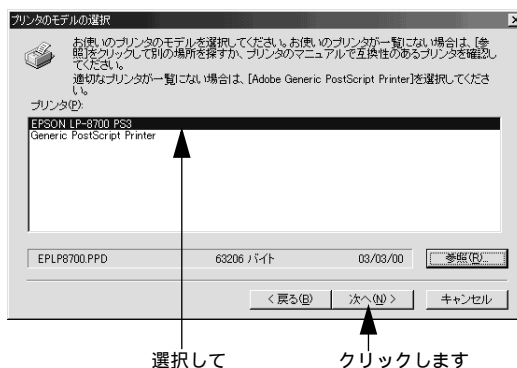 プリンタのモデルの選択
お使いのプリンタのモデルを選択してください。お使いのプリンタが一覧にない場合は、[参
照]をクリックして別の場所を探すか、プリンタのマニュアルで互換性のあるプリンタを確認し
てください。
適切なプリンタが一覧にない場合は、[Adobe Generic PostScript Printer]を選択してくださ
い。
プリンタ(P):
EPSON LP-8700 PS3
Generic PostScript Printer
EPLP8700.PPD 63206 バイト 03/03/00 参照(R)...
< 戻る(B) 次へ(N) > キャンセル
選択して クリックします